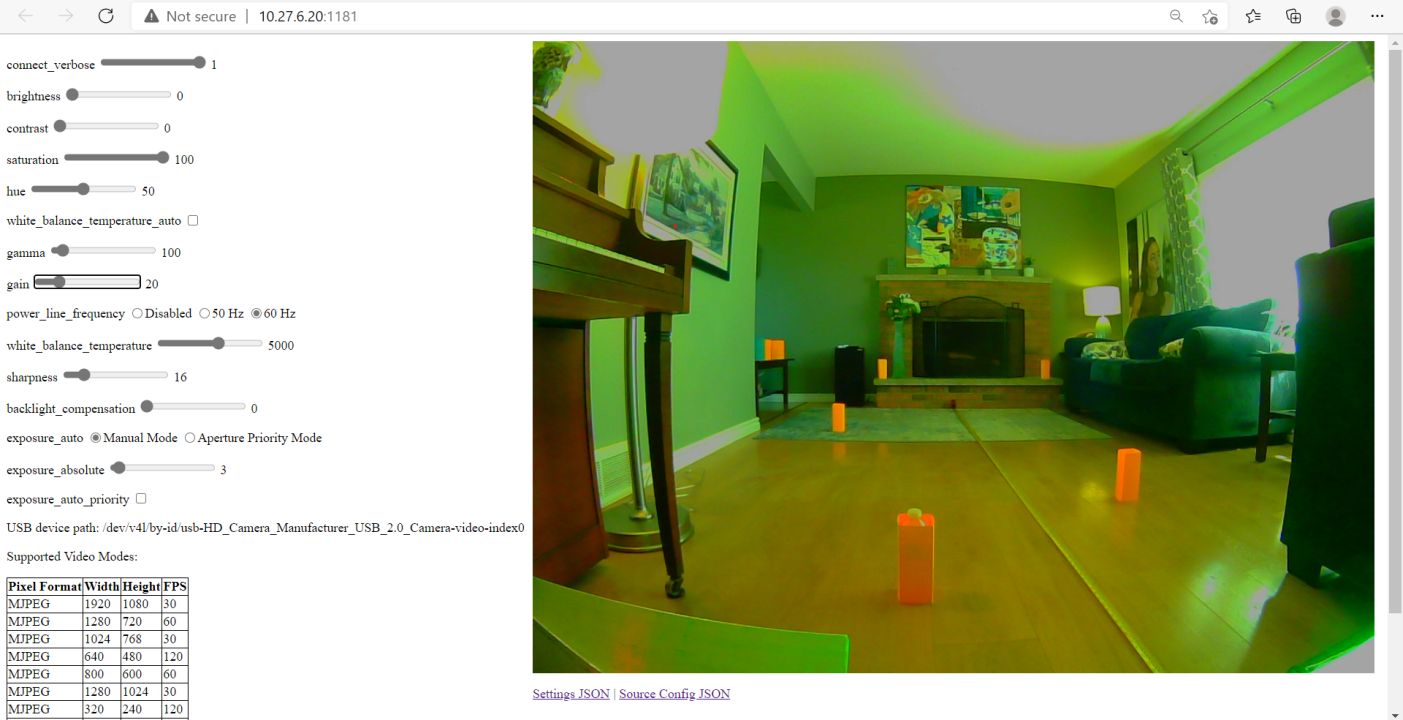 Not secure | 10.27.6.20:1181
connect_verbose 1
brightness 0
contrast 0
saturation 100
hue 50
white_balance_temperature_auto
gamma 100
gain 20
power_line_frequency Disabled 50 Hz 60 Hz
white_balance_temperature 5000
sharpness 16
backlight_compensation 0
exposure_auto Manual Mode Aperture Priority Mode
exposure_absolute 3
exposure_auto_priority
USB device path: /dev/v4l/by-id/usb-HD_Camera_Manufacturer_USB_2.0_Camera-video-index0
Supported Video Modes:
Pixel Format Width Height FPS
MJPEG 1920 1080 30
MJPEG 1280 720 60
MJPEG 1024 768 30
MJPEG 640 480 120
MJPEG 800 600 60
MJPEG 1280 1024 30
MJPEG 320 240 120
Settings JSON | Source Config JSON